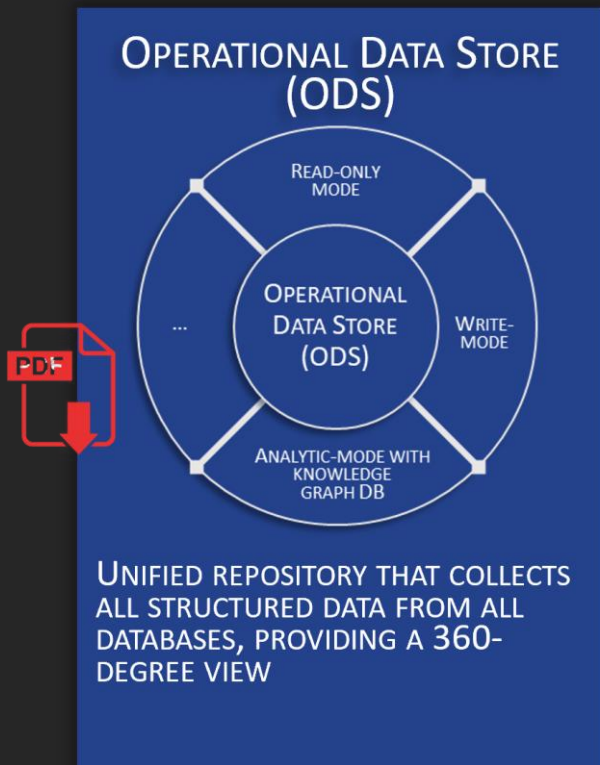 OPERATIONAL DATA STORE
(ODS)
READ-ONLY
MODE
OPERATIONAL
DATA STORE
(ODS)
...
WRITE-
MODE
ANALYTIC-MODE WITH
KNOWLEDGE
GRAPH DB
PDF
UNIFIED REPOSITORY THAT COLLECTS
ALL STRUCTURED DATA FROM ALL
DATABASES, PROVIDING A 360-
DEGREE VIEW